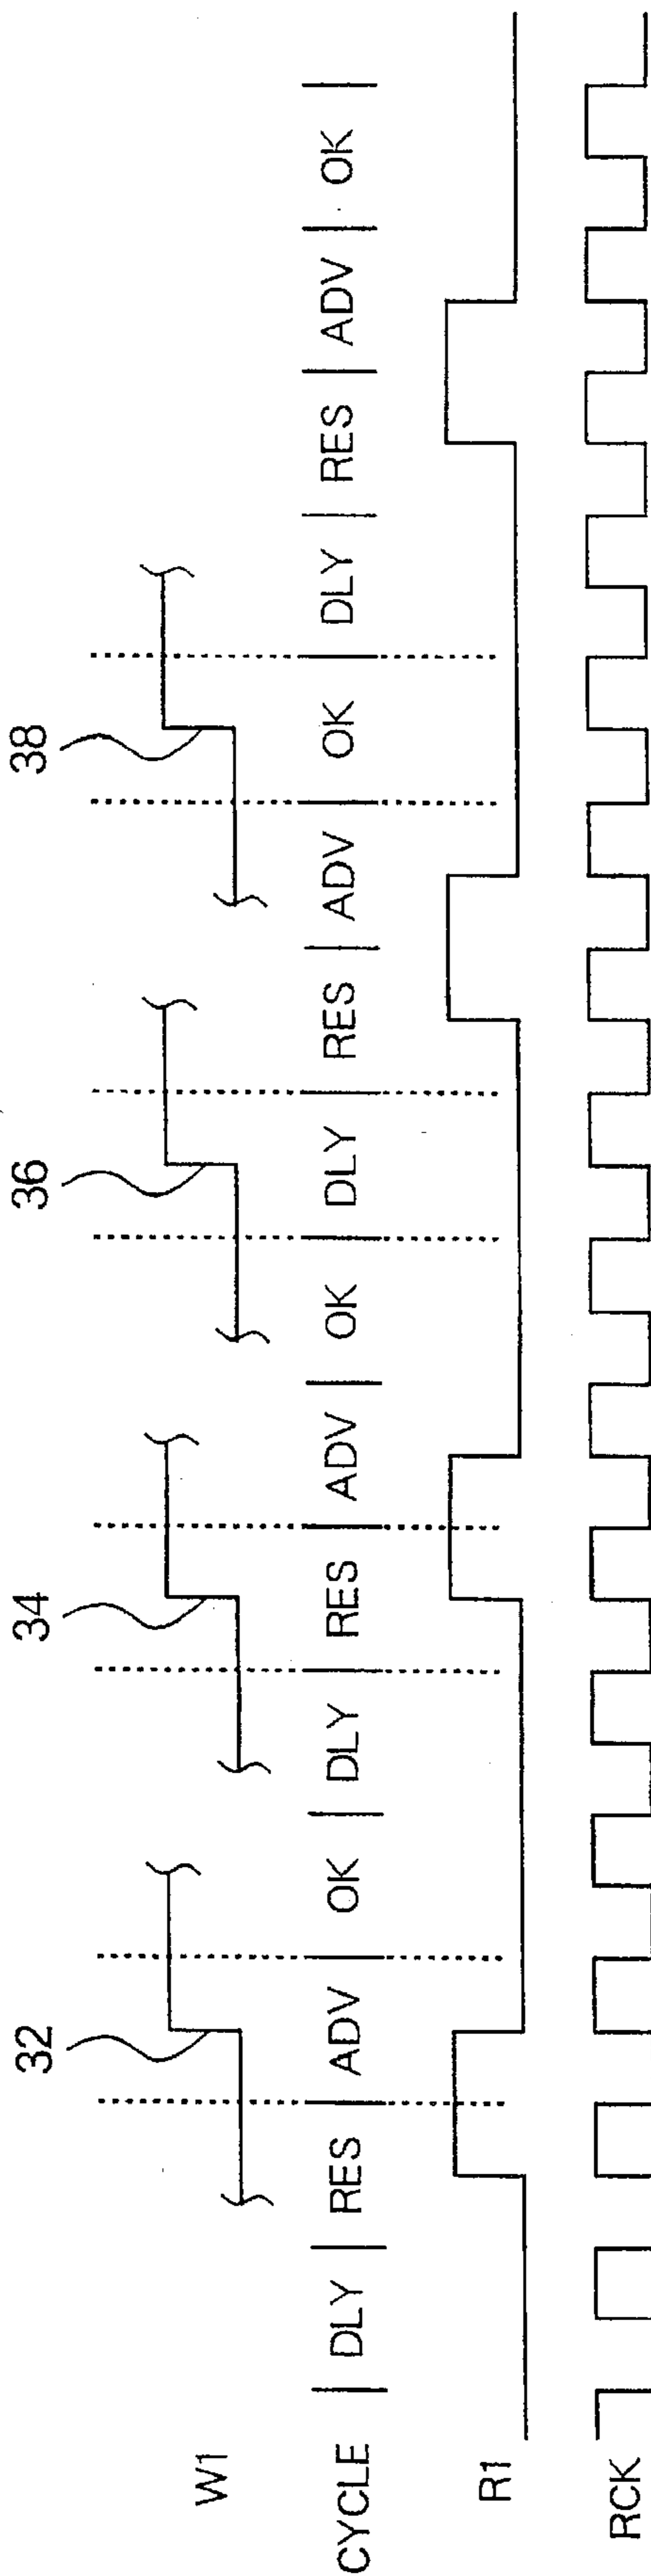 32 34 36 38
W1
CYCLE | DLY | RES | ADV | OK | DLY | RES | ADV | OK | DLY | RES | ADV | OK | DLY | RES | ADV | OK |
R1
RCK